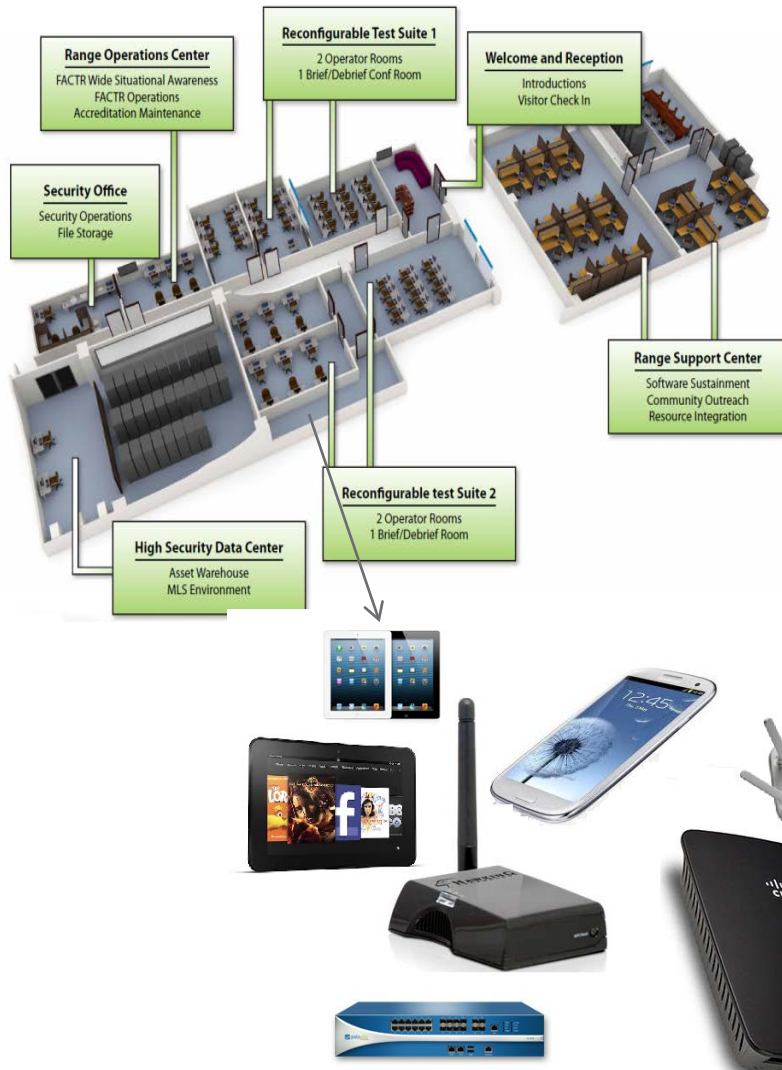 Range Operations Center
FACTR Wide Situational Awareness
FACTR Operations
Accreditation Maintenance
Reconfigurable Test Suite 1
2 Operator Rooms
1 Brief/Debrief Conf Room
Welcome and Reception
Introductions
Visitor Check In
Security Office
Security Operations
File Storage
Range Support Center
Software Sustainment
Community Outreach
Resource Integration
Reconfigurable test Suite 2
2 Operator Rooms
1 Brief/Debrief Room
High Security Data Center
Asset Warehouse
MLS Environment
12:45
f
HAWKING